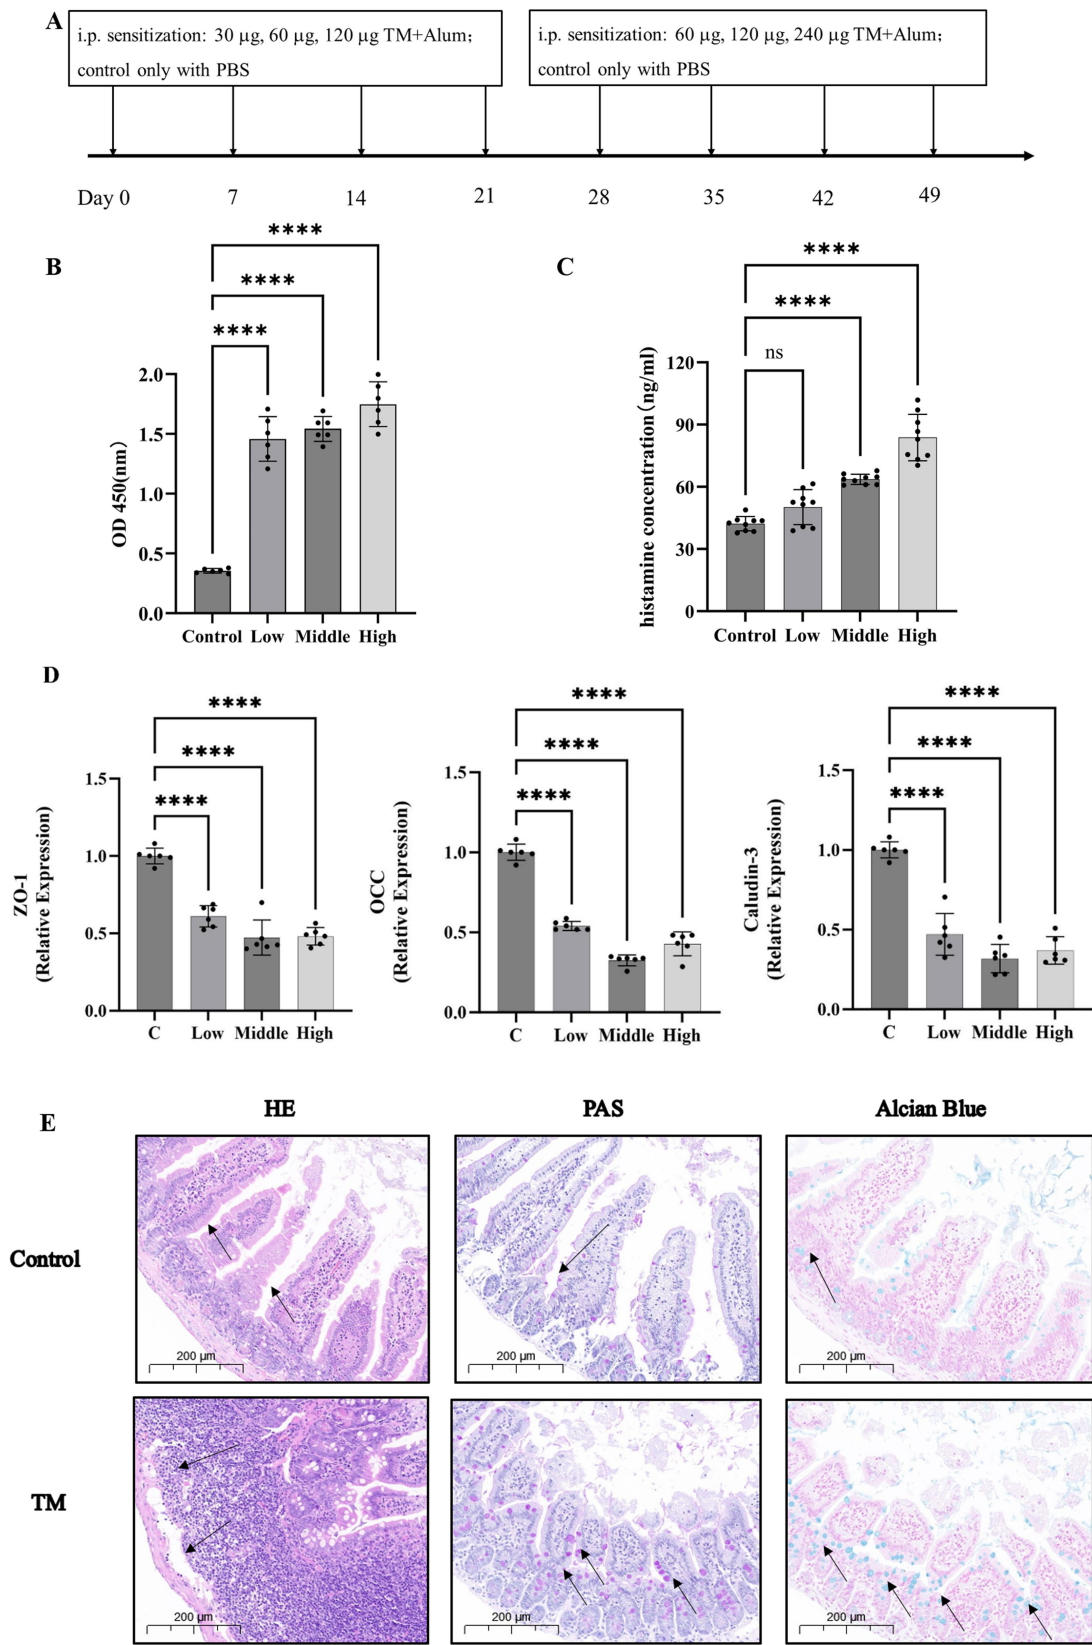 A
i.p. sensitization: 30 μg, 60 μg, 120 μg TM+Alum;
control only with PBS
i.p. sensitization: 60 μg, 120 μg, 240 μg TM+Alum;
control only with PBS
Day 0 7 14 21 28 35 42 49
B
****
****
****
OD 450(nm)
2.0
1.5
1.0
0.5
0.0
Control Low Middle High
C
****
****
ns
histamine concentration (ng/ml)
120
90
60
30
0
Control Low Middle High
D
****
****
****
ZO-1
(Relative Expression)
1.5
1.0
0.5
0.0
C Low Middle High
****
****
****
OCC
(Relative Expression)
1.5
1.0
0.5
0.0
C Low Middle High
****
****
****
Caludin-3
(Relative Expression)
1.5
1.0
0.5
0.0
C Low Middle High
E
HE PAS Alcian Blue
Control
200 μm
200 μm
200 μm
TM
200 μm
200 μm
200 μm